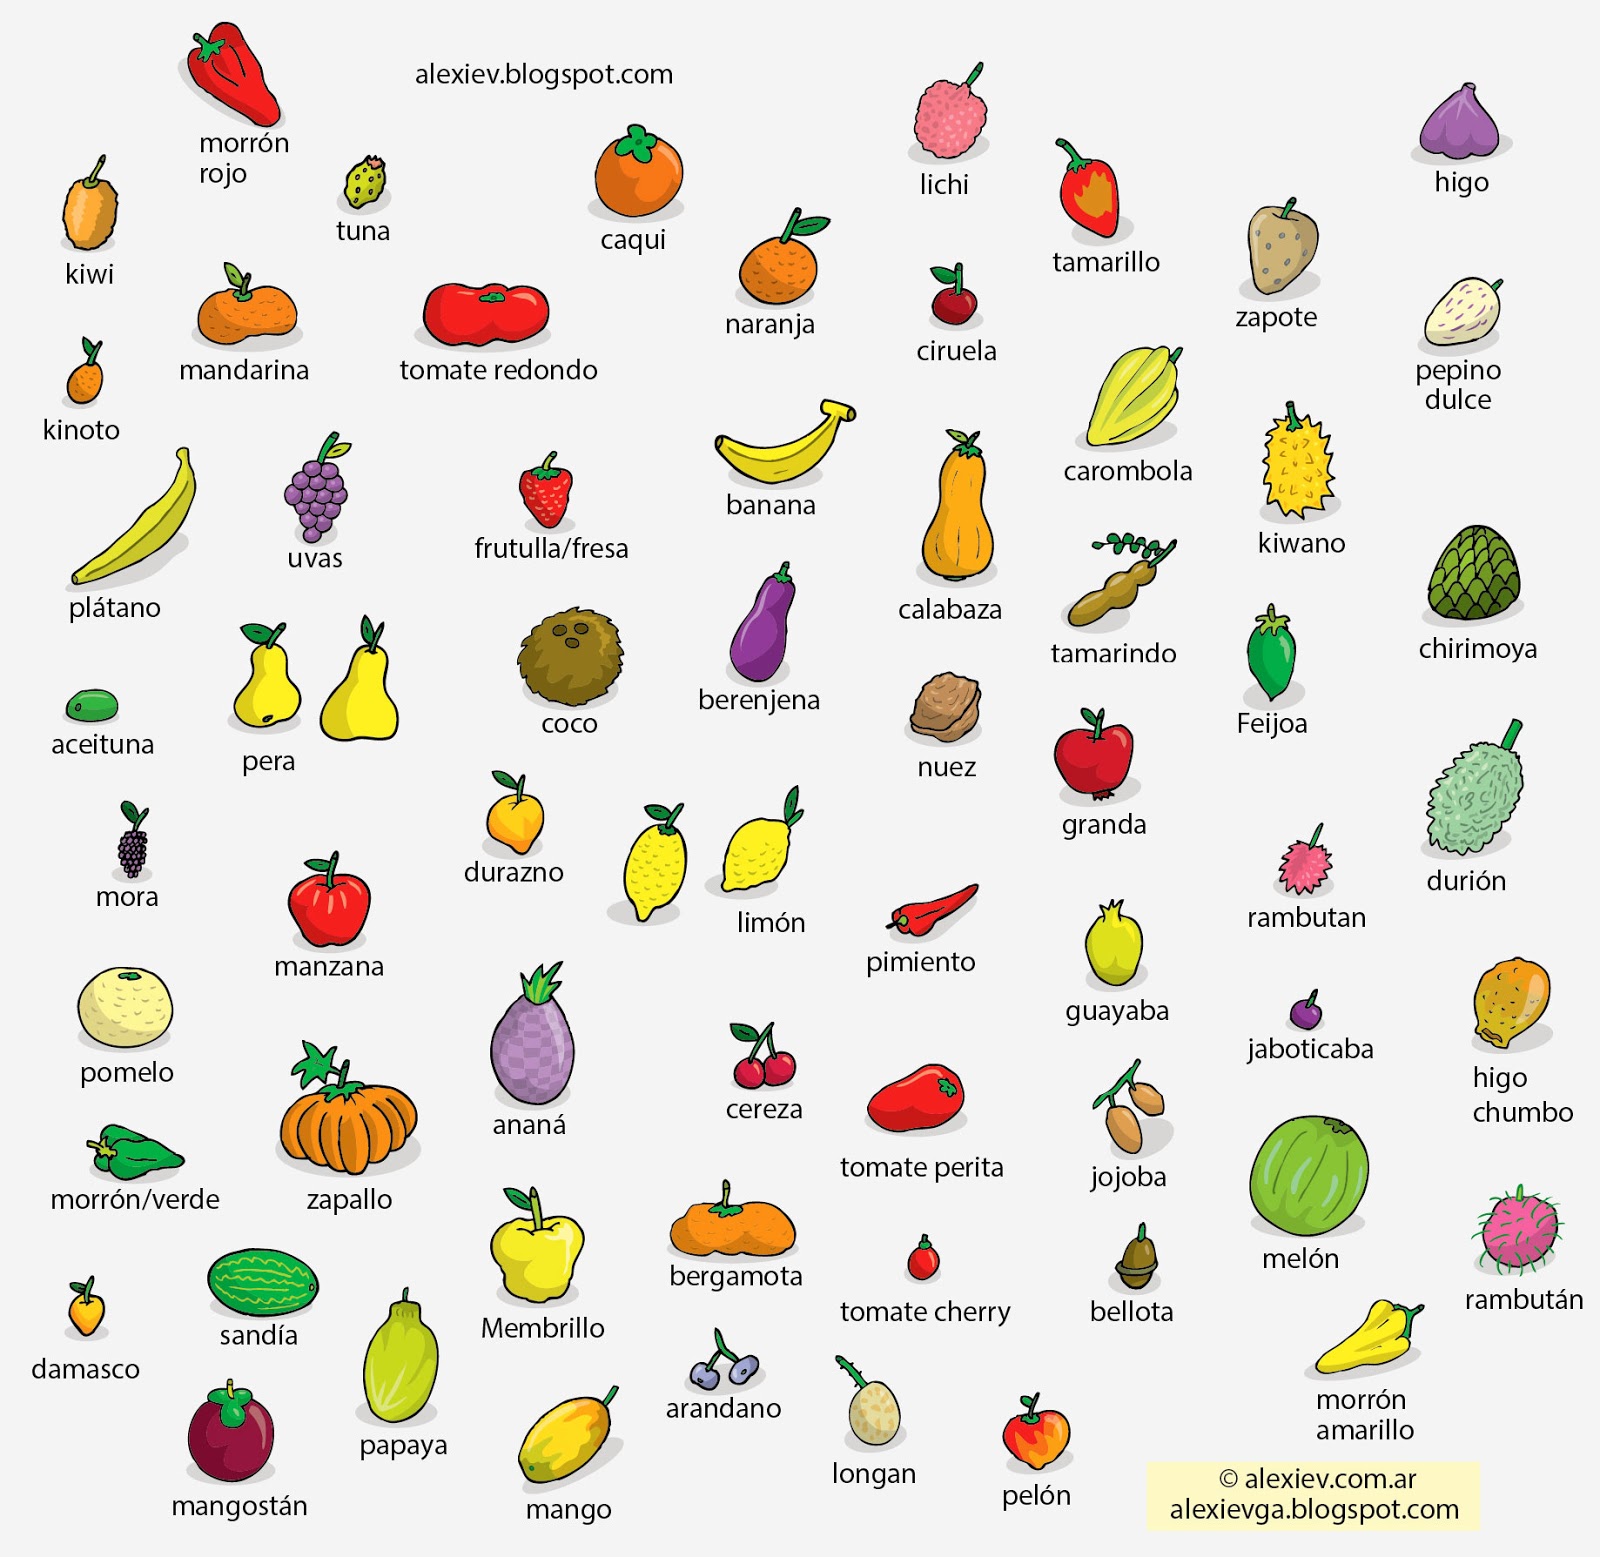 alexiev.blogspot.com
morrón
rojo
lichi
higo
tuna
caqui
kiwi
tamarillo
zapote
naranja
ciruela
mandarina
tomate redondo
pepino
dulce
kinoto
carombola
banana
uvas
frutulla/fresa
kiwano
plátano
calabaza
tamarindo
chirimoya
berenjena
coco
Feijoa
aceituna
pera
nuez
granda
durazno
durión
mora
limón
rambutan
manzana
pimiento
guayaba
jaboticaba
pomelo
higo
chumbo
ananá
cereza
tomate perita
jojoba
morrón/verde
zapallo
melón
bergamota
rambután
sandía
Membrillo
tomate cherry
bellota
damasco
arandano
morrón
amarillo
papaya
longan
pelón
mangostán
mango
© alexiev.com.ar
alexievga.blogspot.com